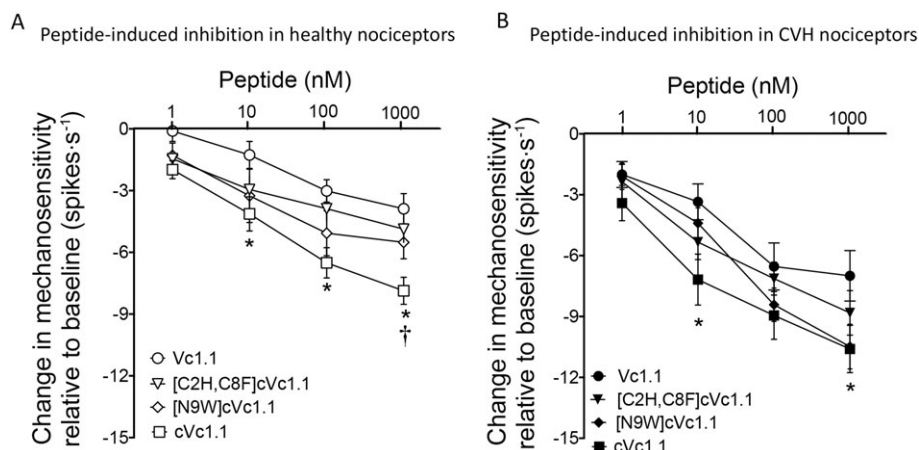 A
Peptide-induced inhibition in healthy nociceptors
Peptide (nM)
1 10 100 1000
Change in mechanosensitivity
relative to baseline (spikes·s-1)
0
-3
-6
-9
-12
-15
*
*
*
†
Vc1.1
[C2H,C8F]cVc1.1
[N9W]cVc1.1
cVc1.1
B
Peptide-induced inhibition in CVH nociceptors
Peptide (nM)
1 10 100 1000
Change in mechanosensitivity
relative to baseline (spikes·s-1)
0
-3
-6
-9
-12
-15
*
*
Vc1.1
[C2H,C8F]cVc1.1
[N9W]cVc1.1
cVc1.1